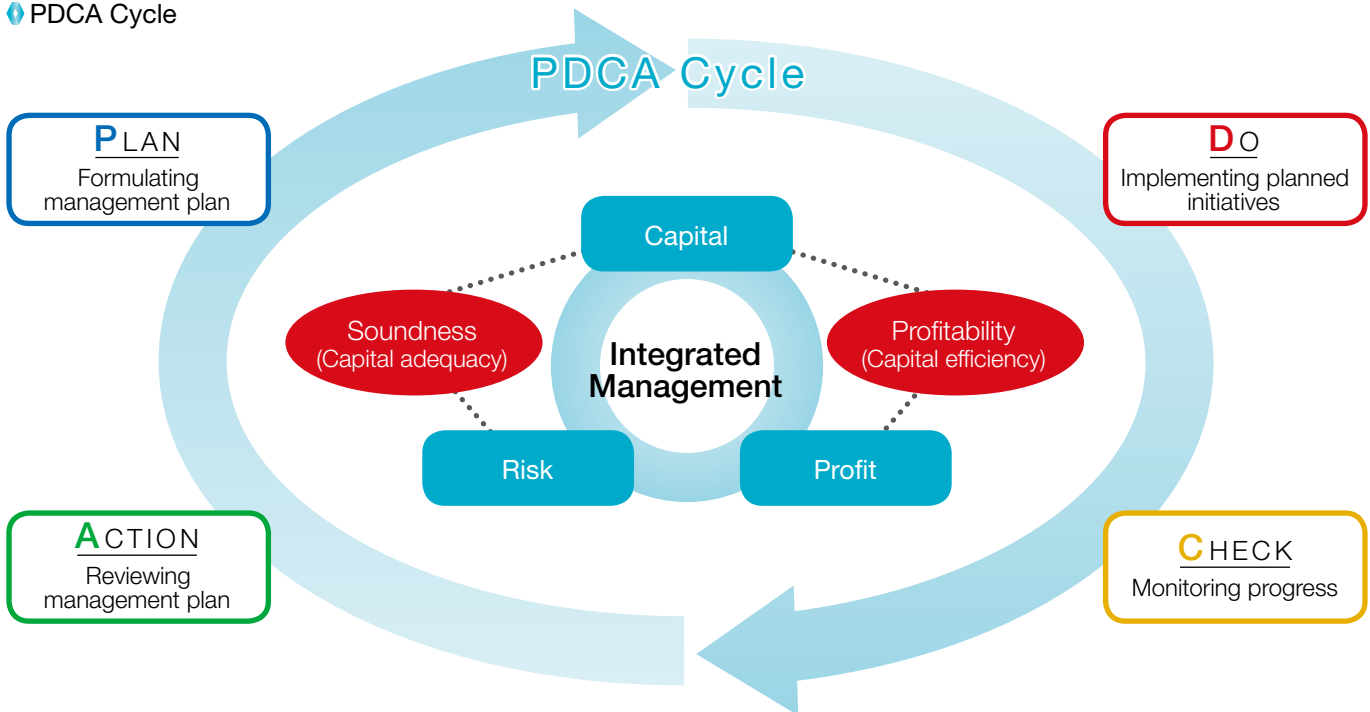 PDCA Cycle
PDCA Cycle
PLAN
Formulating
management plan
DO
Implementing planned
initiatives
Capital
Soundness
(Capital adequacy)
Profitability
(Capital efficiency)
Integrated
Management
Risk
Profit
ACTION
Reviewing
management plan
CHECK
Monitoring progress